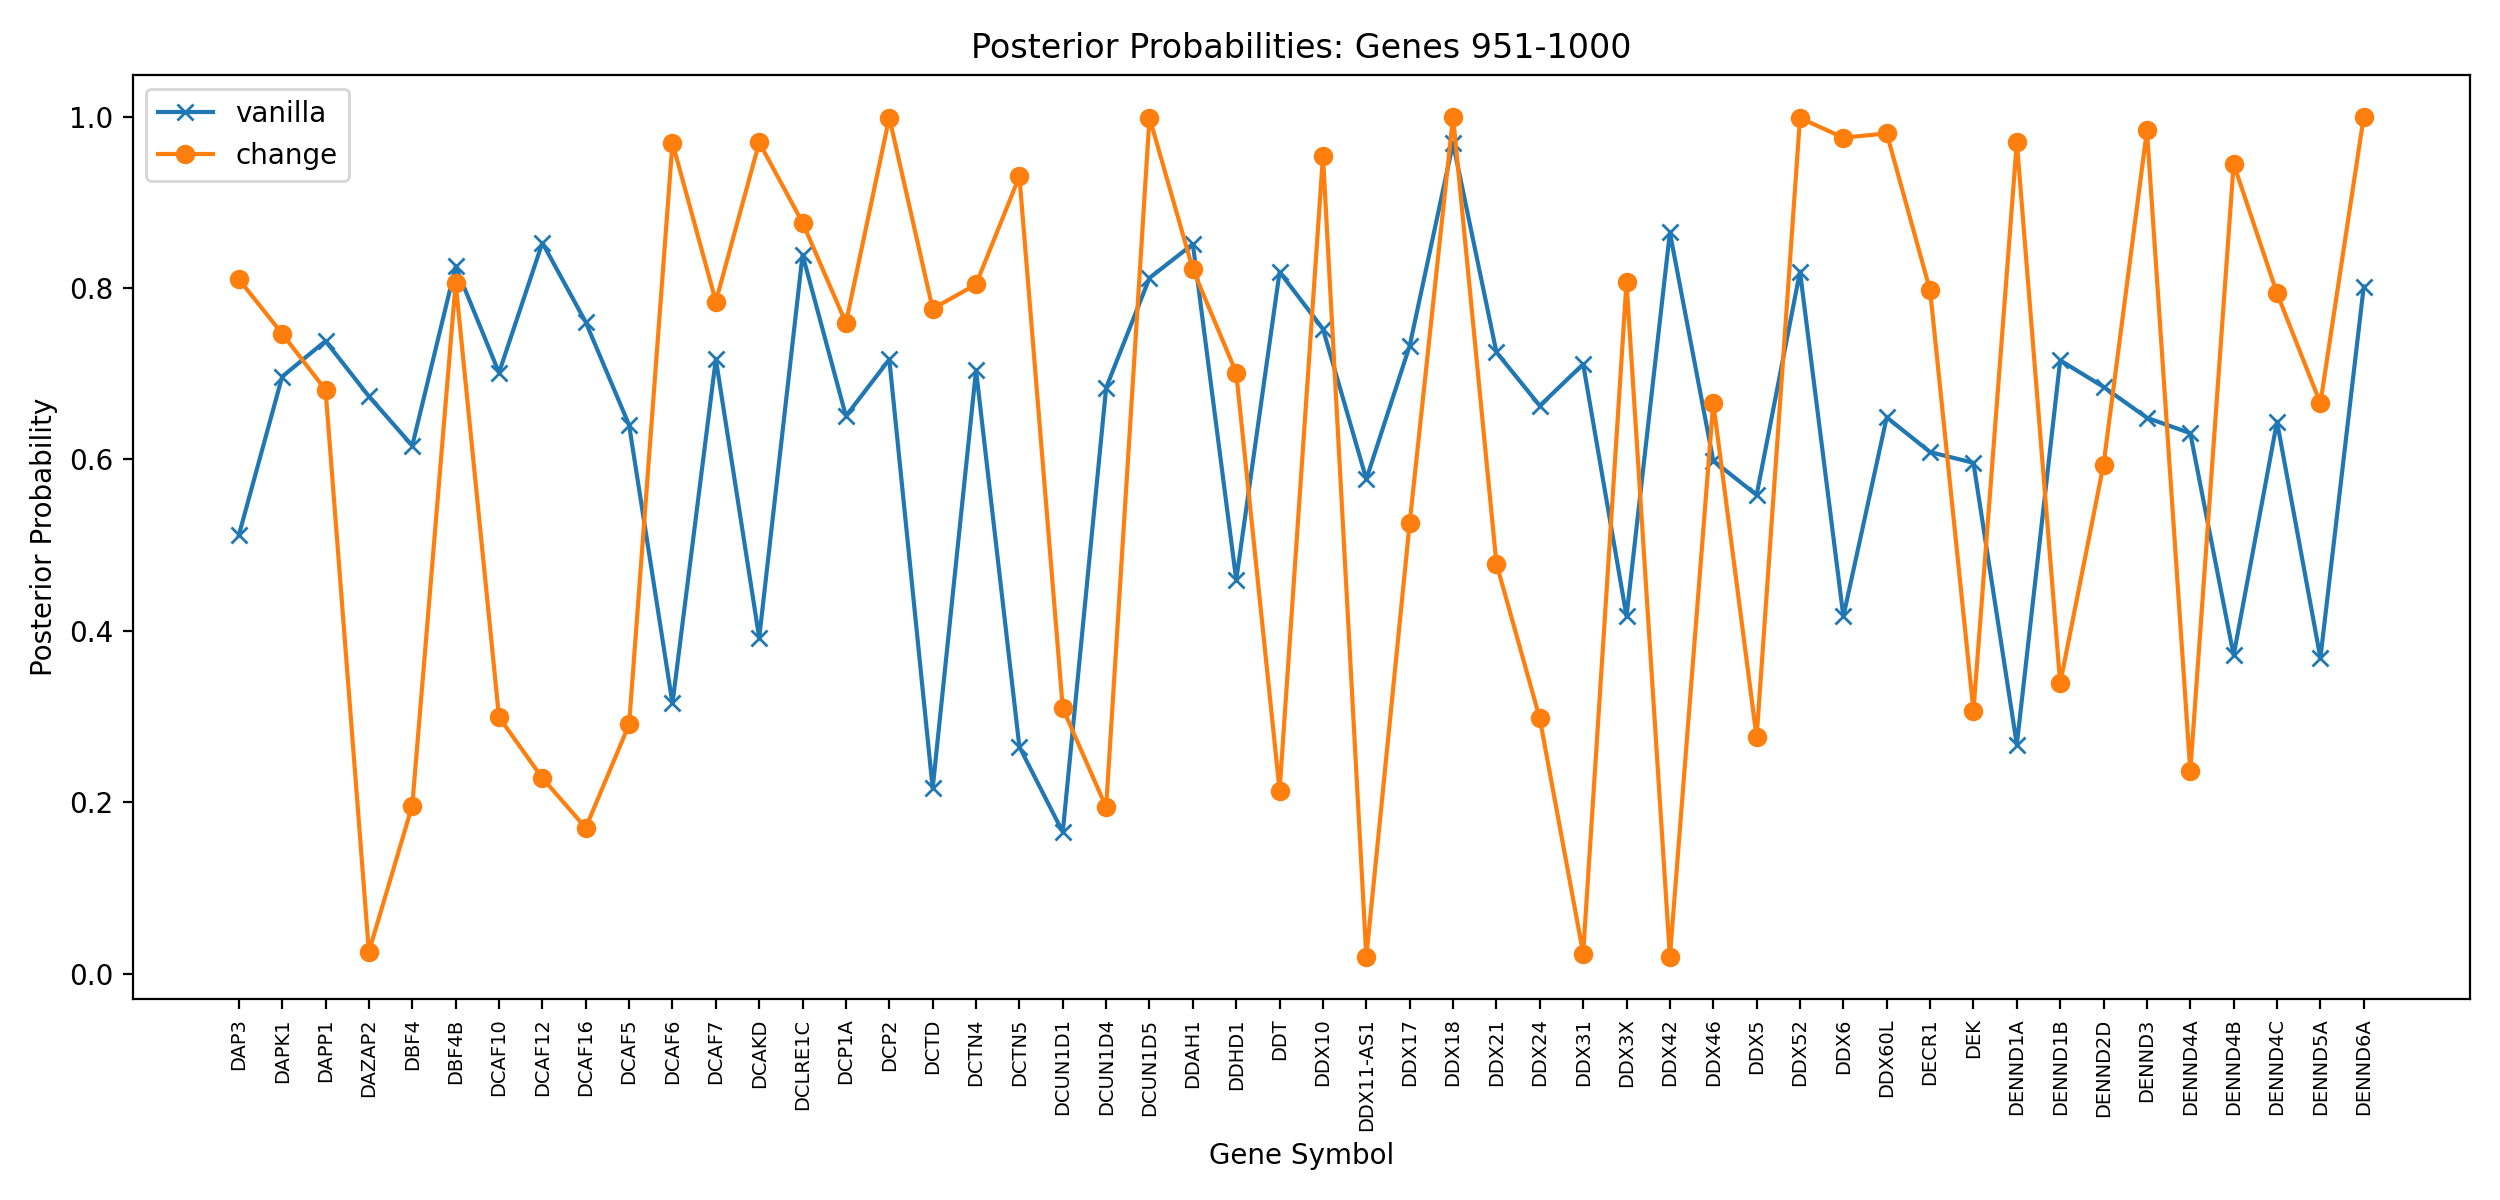 Posterior Probabilities: Genes 951-1000
vanilla
change
Posterior Probability
1.0
0.8
0.6
0.4
0.2
0.0
DAP3
DAPK1
DAPP1
DAZAP2
DBF4
DBF4B
DCAF10
DCAF12
DCAF16
DCAF5
DCAF6
DCAF7
DCAKD
DCLRE1C
DCP1A
DCP2
DCTD
DCTN4
DCTN5
DCUN1D1
DCUN1D4
DCUN1D5
DDAH1
DDHD1
DDT
DDX10
DDX11-AS1
DDX17
DDX18
DDX21
DDX24
DDX31
DDX3X
DDX42
DDX46
DDX5
DDX52
DDX6
DDX60L
DECR1
DEK
DENND1A
DENND1B
DENND2D
DENND3
DENND4A
DENND4B
DENND4C
DENND5A
DENND6A
Gene Symbol